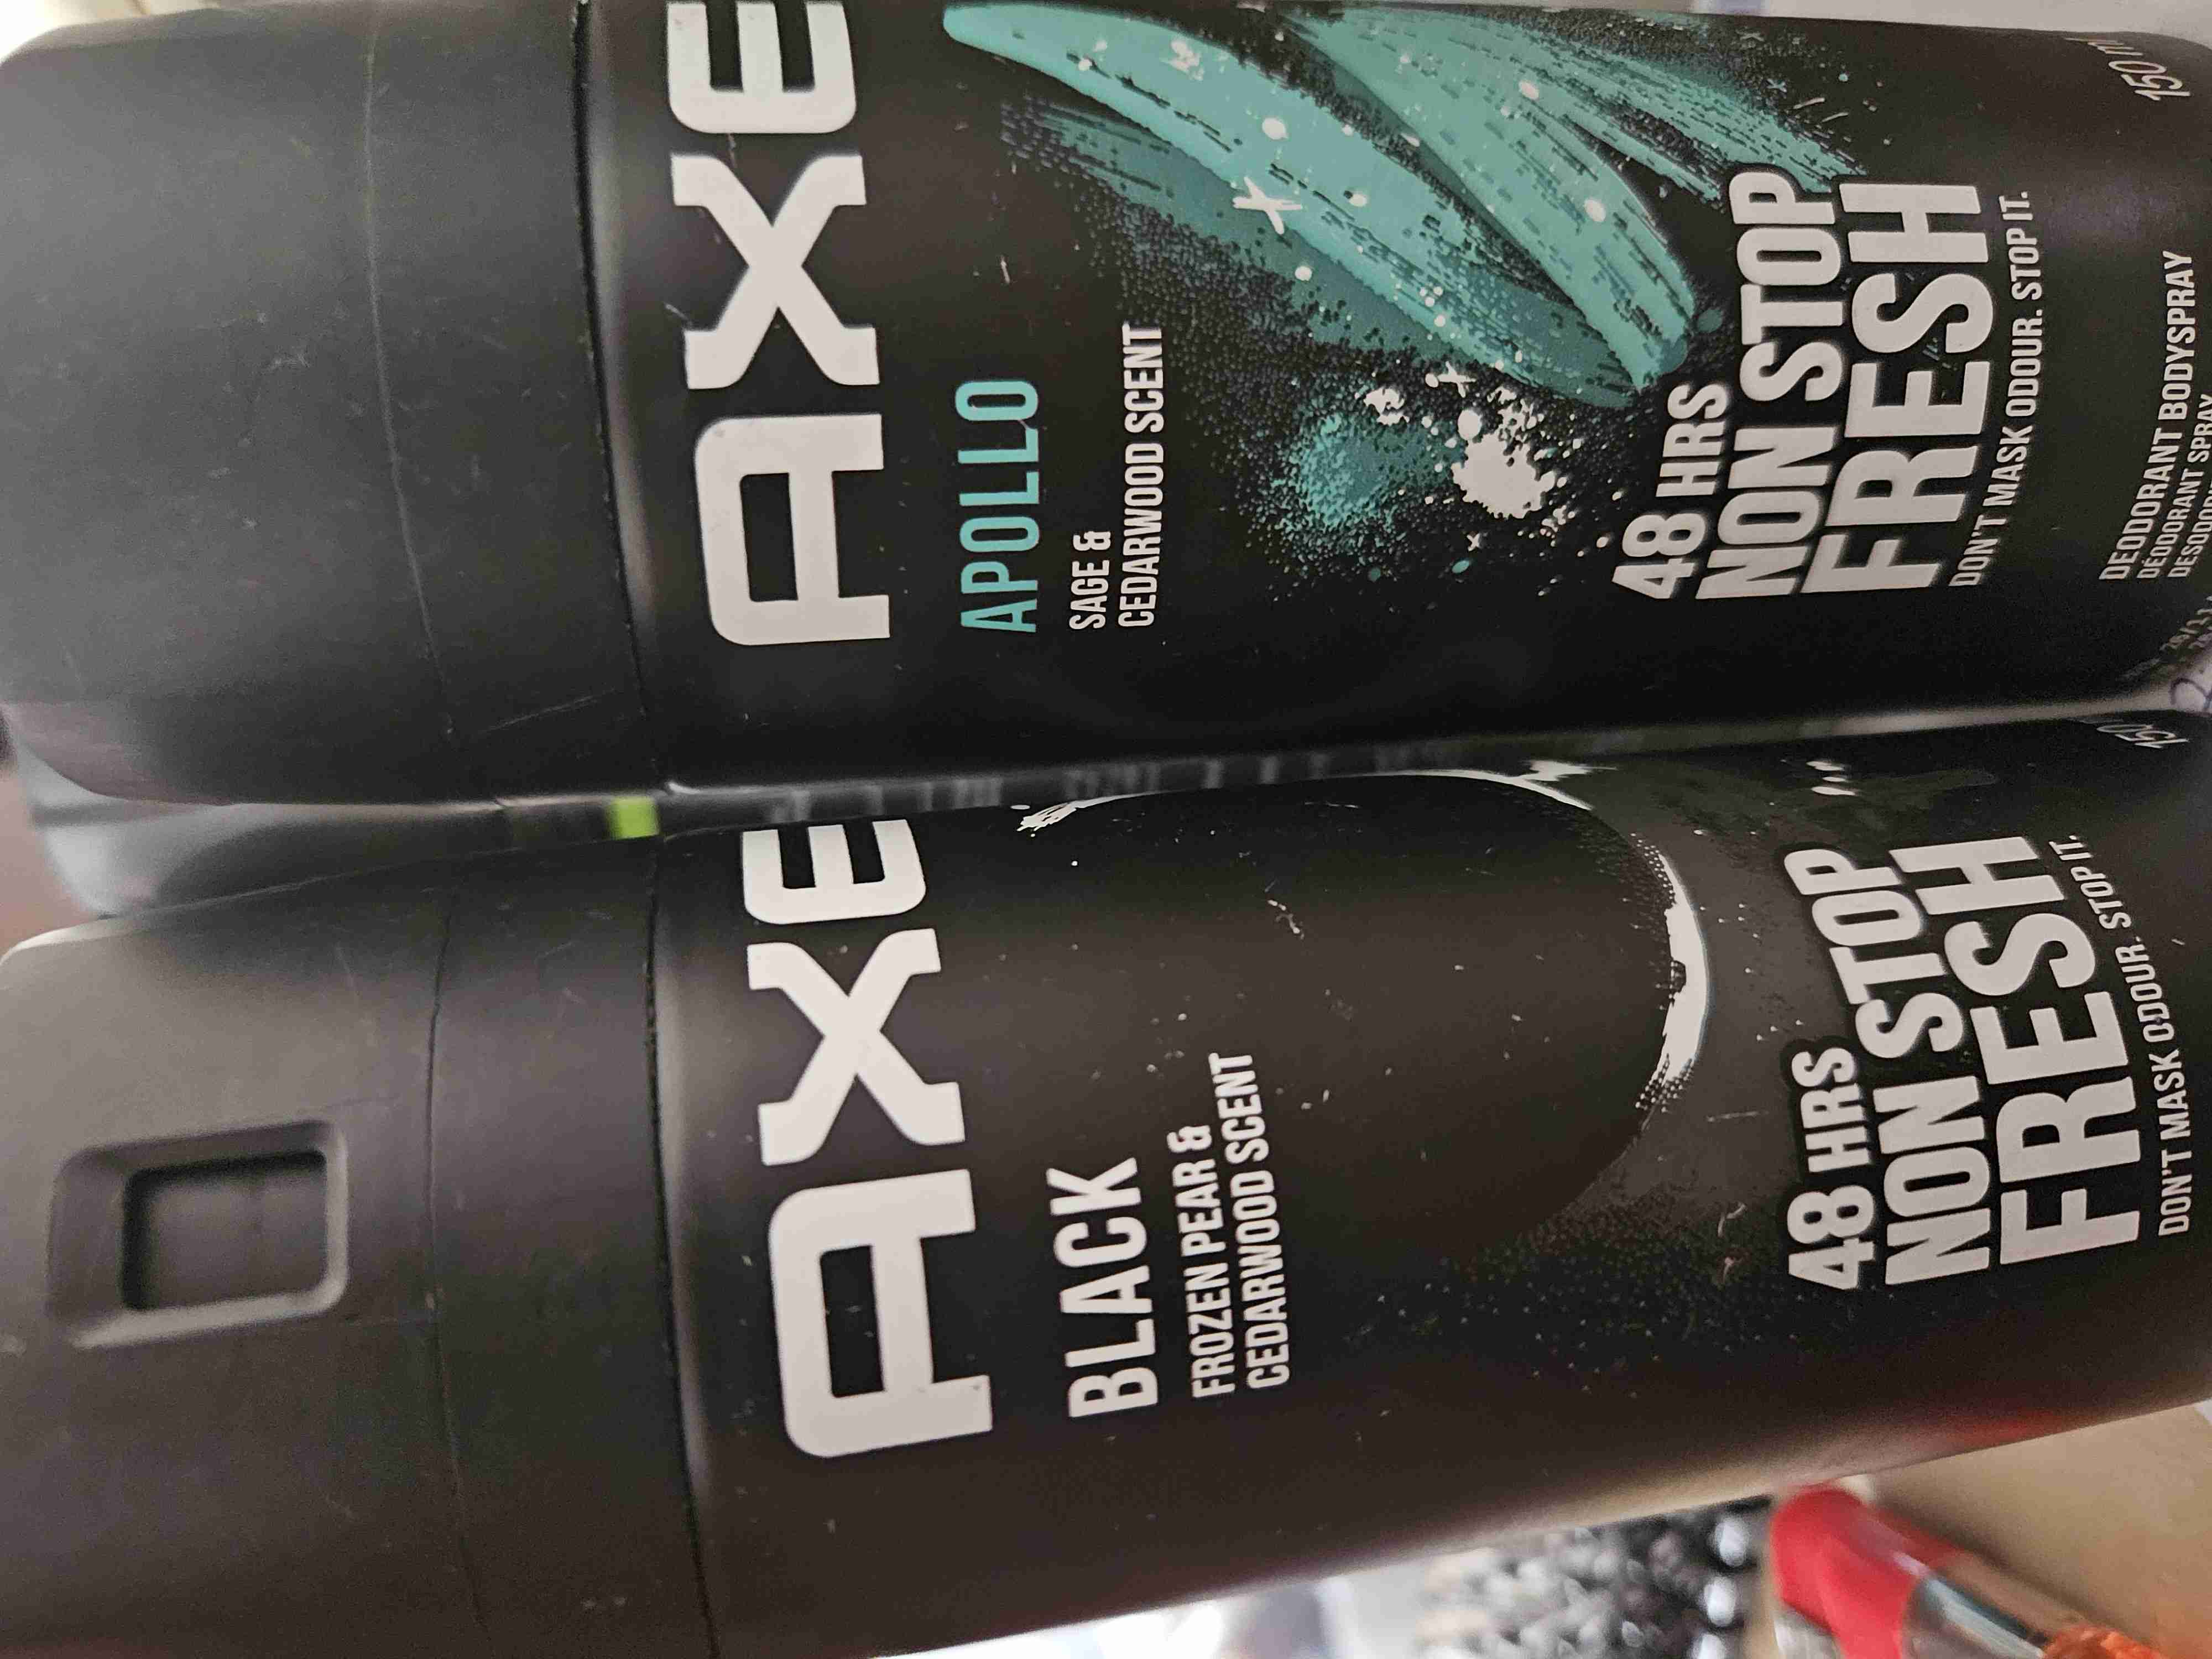 AXE
APOLLO
SAGE &
CEDARWOOD SCENT
48 HRS
NON STOP
FRESH
DON'T MASK ODOUR. STOP IT.
DEODORANT BODYSPRAY
DÉODORANT SPRAY
150 ml
AXE
BLACK
FROZEN PEAR &
CEDARWOOD SCENT
48 HRS
NON STOP
FRESH
DON'T MASK ODOUR. STOP IT.
150